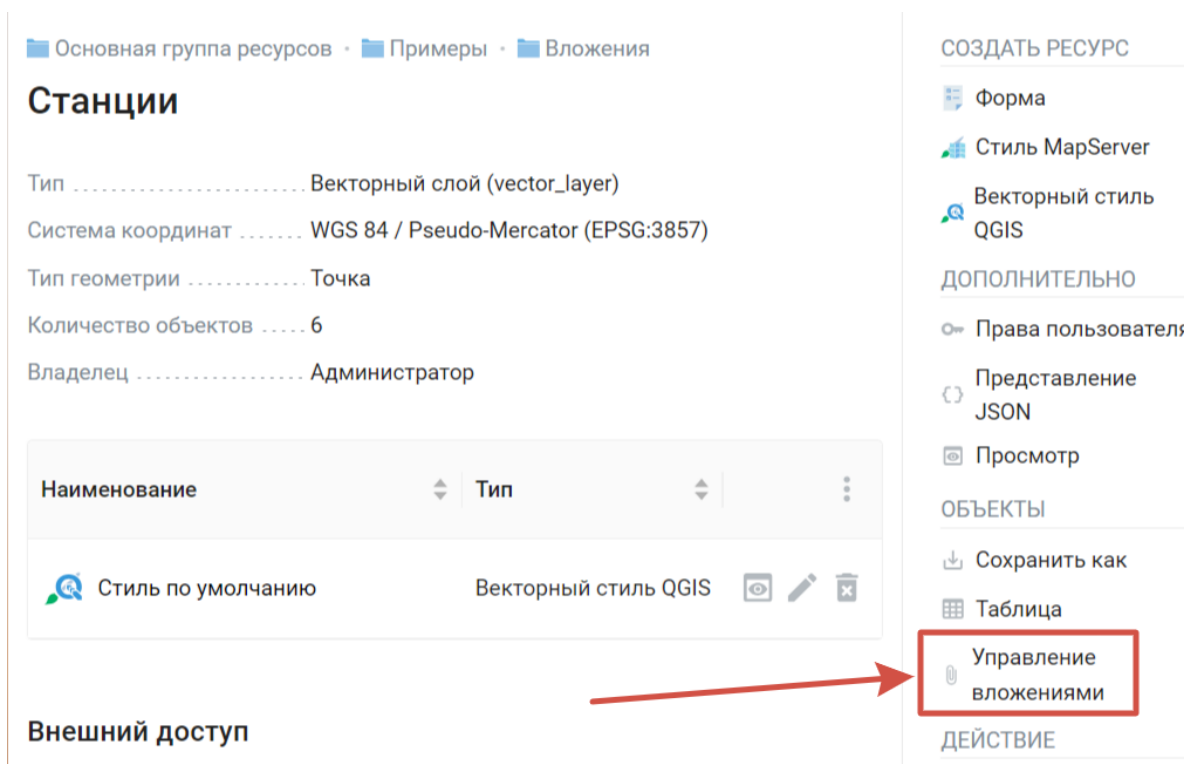 Основная группа ресурсов • Примеры • Вложения
Станции
Тип ........................ Векторный слой (vector_layer)
Система координат ....... WGS 84 / Pseudo-Mercator (EPSG:3857)
Тип геометрии ............. Точка
Количество объектов ..... 6
Владелец .................. Администратор
Наименование Тип
Стиль по умолчанию Векторный стиль QGIS
Внешний доступ
СОЗДАТЬ РЕСУРС
Форма
Стиль MapServer
Векторный стиль
QGIS
ДОПОЛНИТЕЛЬНО
Права пользователя
Представление
JSON
Просмотр
ОБЪЕКТЫ
Сохранить как
Таблица
Управление
вложениями
ДЕЙСТВИЕ